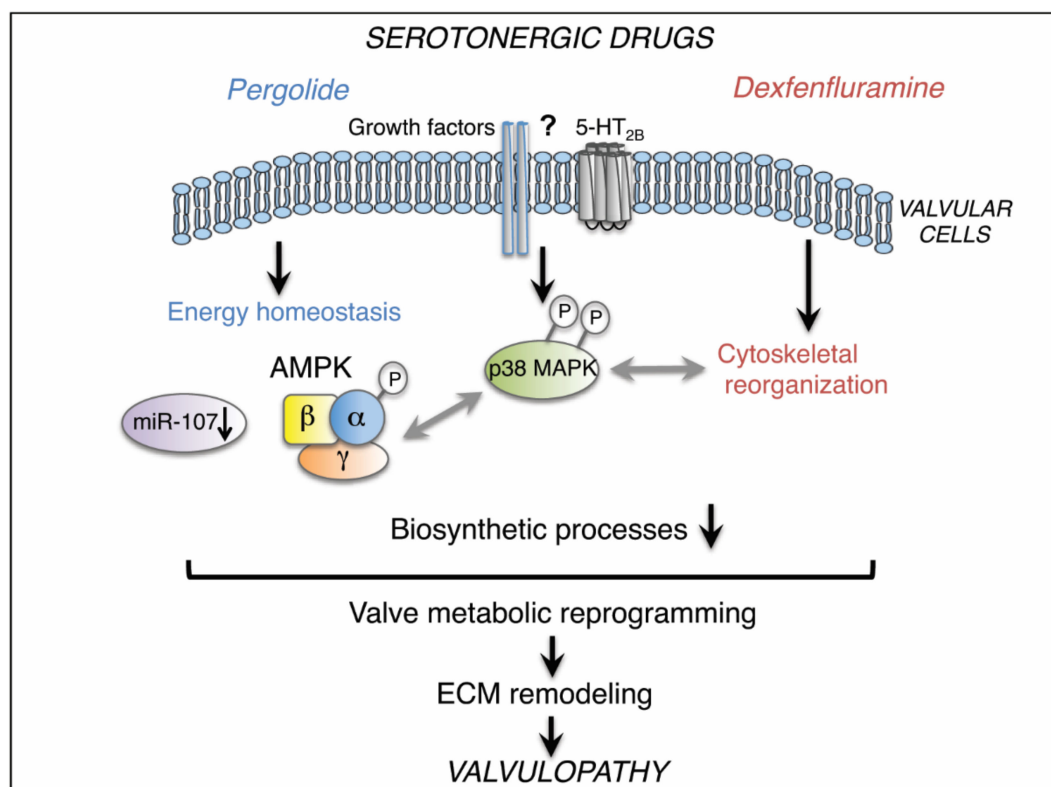 SEROTONERGIC DRUGS
Pergolide
Dexfenfluramine
Growth factors
?
5-HT2B
VALVULAR
CELLS
Energy homeostasis
P
P
p38 MAPK
Cytoskeletal
reorganization
AMPK
P
miR-107
β
α
γ
Biosynthetic processes
Valve metabolic reprogramming
ECM remodeling
VALVULOPATHY